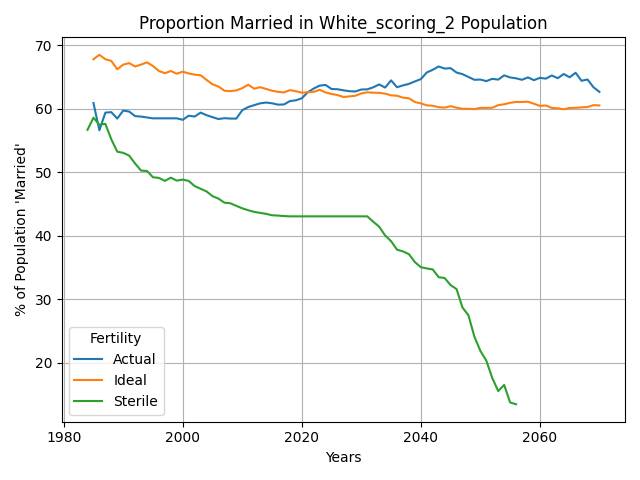 Proportion Married in White_scoring_2 Population
% of Population 'Married'
70
60
50
40
30
20
Fertility
Actual
Ideal
Sterile
1980 2000 2020 2040 2060
Years